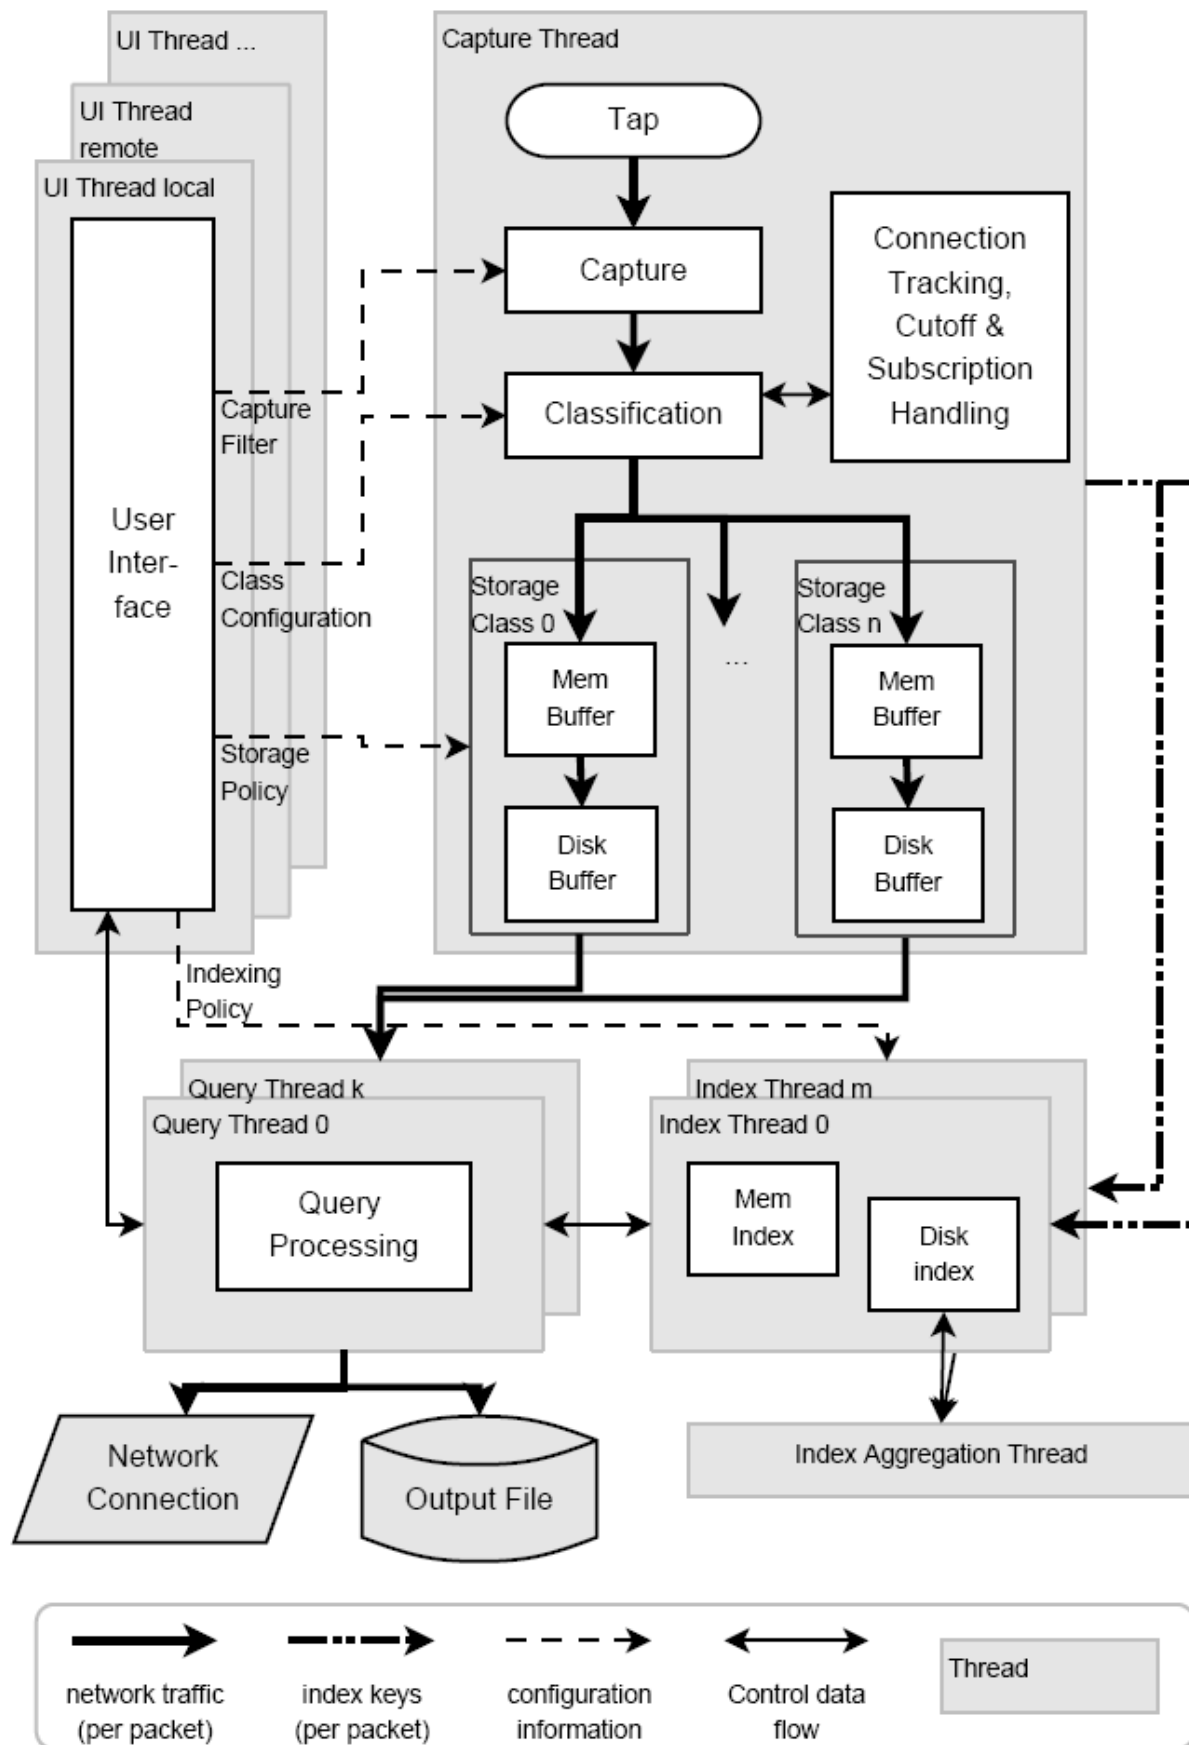 UI Thread ...
UI Thread
remote
UI Thread local
User
Inter-
face
Capture
Filter
Class
Configuration
Storage
Policy
Indexing
Policy
Capture Thread
Tap
Capture
Classification
Connection
Tracking,
Cutoff &
Subscription
Handling
Storage
Class 0
Mem
Buffer
Disk
Buffer
...
Storage
Class n
Mem
Buffer
Disk
Buffer
Query Thread k
Query Thread 0
Query
Processing
Index Thread m
Index Thread 0
Mem
Index
Disk
index
Network
Connection
Output File
Index Aggregation Thread
network traffic
(per packet)
index keys
(per packet)
configuration
information
Control data
flow
Thread